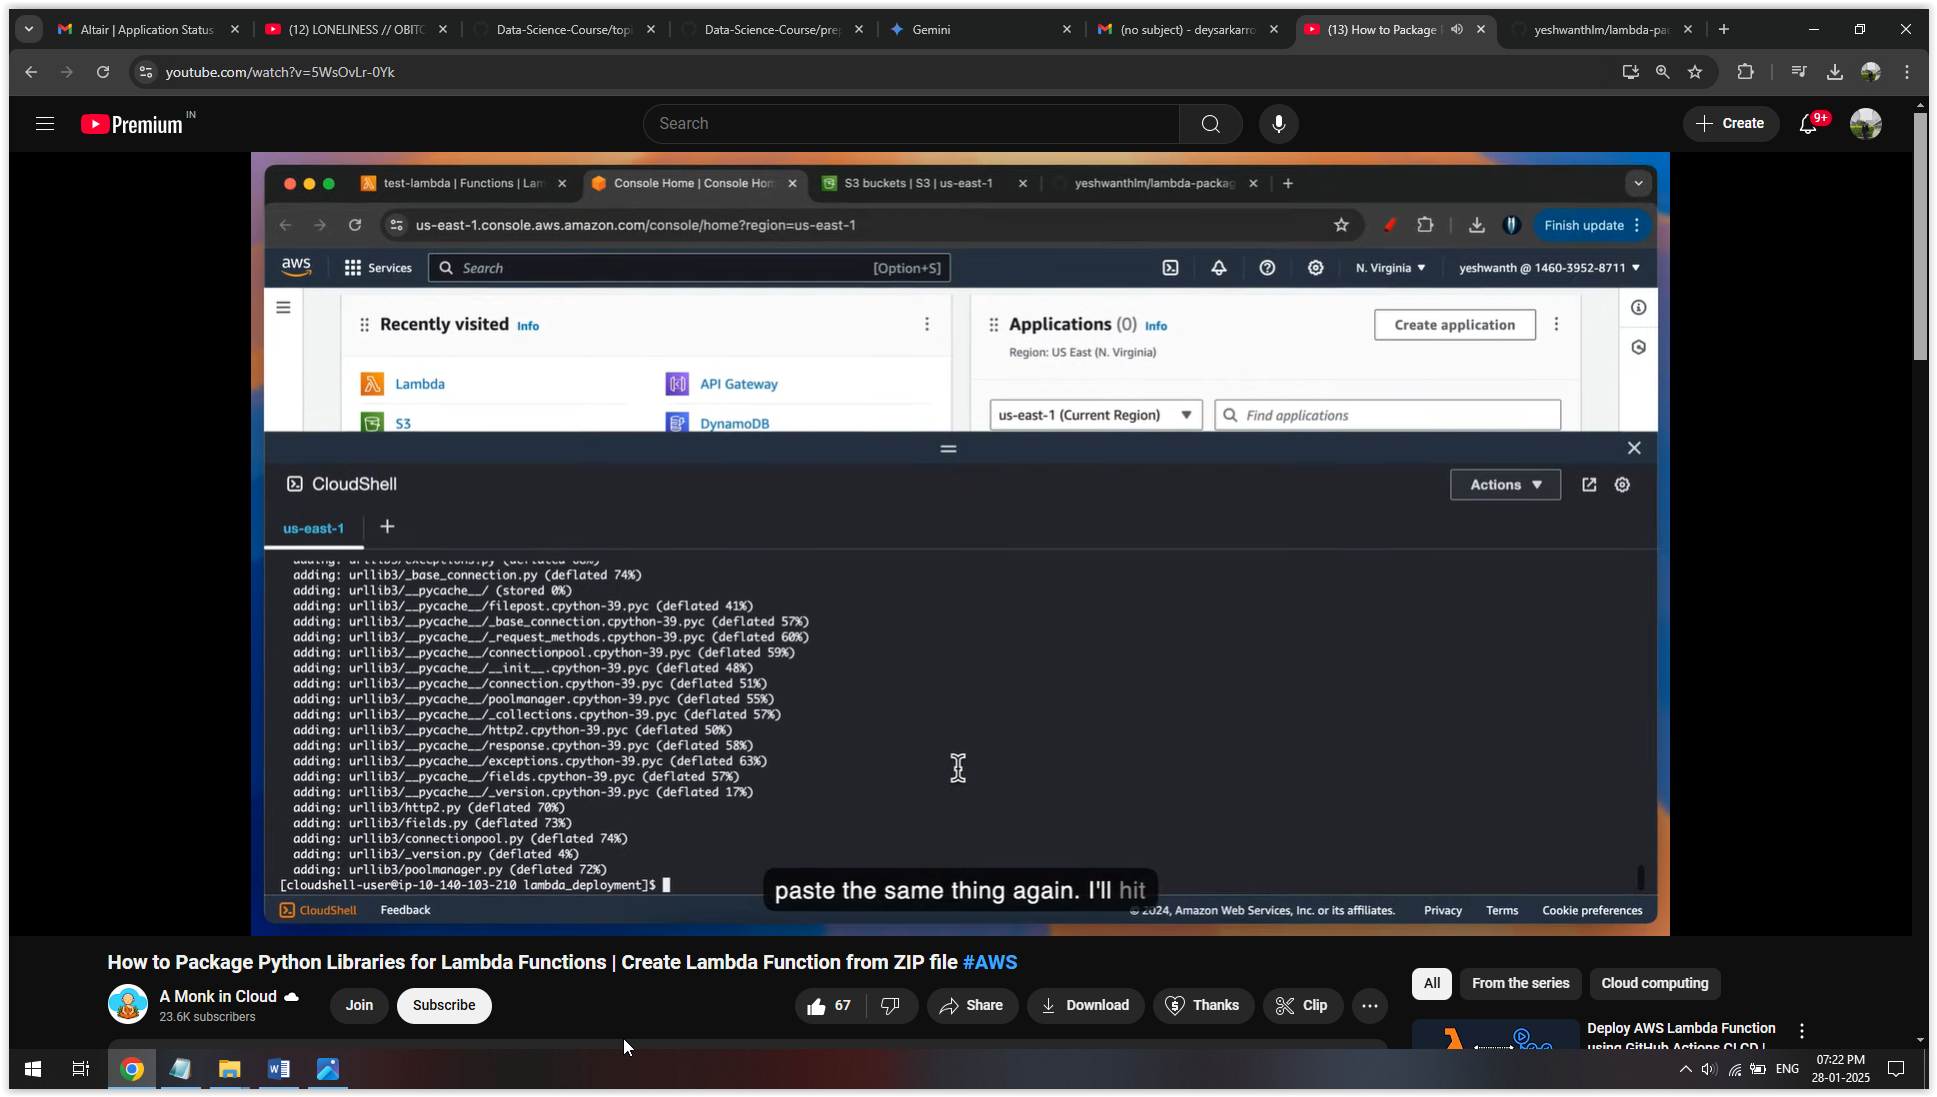 Altair | Application Status
(12) LONELINESS // OBITO
Data-Science-Course/topi
Data-Science-Course/prep
Gemini
(no subject) - deysarkarro
(13) How to Package
yeshwanthlm/lambda-pac
youtube.com/watch?v=5WsOvLr-0Yk
Premium IN
Search
Create
9+
test-lambda | Functions | Lam
Console Home | Console Hom
S3 buckets | S3 | us-east-1
yeshwanthlm/lambda-packag
us-east-1.console.aws.amazon.com/console/home?region=us-east-1
Finish update
aws
Services
Search
[Option+S]
N. Virginia
yeshwanth @ 1460-3952-8711
Recently visited Info
Lambda
API Gateway
S3
DynamoDB
Applications (0) Info
Region: US East (N. Virginia)
Create application
us-east-1 (Current Region)
Find applications
CloudShell
Actions
us-east-1
adding: urllib3/_base_connection.py (deflated 74%)
adding: urllib3/__pycache__/ (stored 0%)
adding: urllib3/__pycache__/filepost.cpython-39.pyc (deflated 41%)
adding: urllib3/__pycache__/_base_connection.cpython-39.pyc (deflated 57%)
adding: urllib3/__pycache__/_request_methods.cpython-39.pyc (deflated 60%)
adding: urllib3/__pycache__/connectionpool.cpython-39.pyc (deflated 59%)
adding: urllib3/__pycache__/__init__.cpython-39.pyc (deflated 48%)
adding: urllib3/__pycache__/connection.cpython-39.pyc (deflated 51%)
adding: urllib3/__pycache__/poolmanager.cpython-39.pyc (deflated 55%)
adding: urllib3/__pycache__/_collections.cpython-39.pyc (deflated 57%)
adding: urllib3/__pycache__/http2.cpython-39.pyc (deflated 50%)
adding: urllib3/__pycache__/response.cpython-39.pyc (deflated 58%)
adding: urllib3/__pycache__/exceptions.cpython-39.pyc (deflated 63%)
adding: urllib3/__pycache__/fields.cpython-39.pyc (deflated 57%)
adding: urllib3/__pycache__/_version.cpython-39.pyc (deflated 17%)
adding: urllib3/http2.py (deflated 70%)
adding: urllib3/fields.py (deflated 73%)
adding: urllib3/connectionpool.py (deflated 74%)
adding: urllib3/_version.py (deflated 4%)
adding: urllib3/poolmanager.py (deflated 72%)
[cloudshell-user@ip-10-140-103-210 lambda_deployment]$
paste the same thing again. I'll hit
CloudShell
Feedback
© 2024, Amazon Web Services, Inc. or its affiliates.
Privacy
Terms
Cookie preferences
How to Package Python Libraries for Lambda Functions | Create Lambda Function from ZIP file #AWS
A Monk in Cloud
23.6K subscribers
Join
Subscribe
67
Share
Download
Thanks
Clip
All
From the series
Cloud computing
Deploy AWS Lambda Function
using GitHub Actions CI CD |
07:22 PM
ENG
28-01-2025